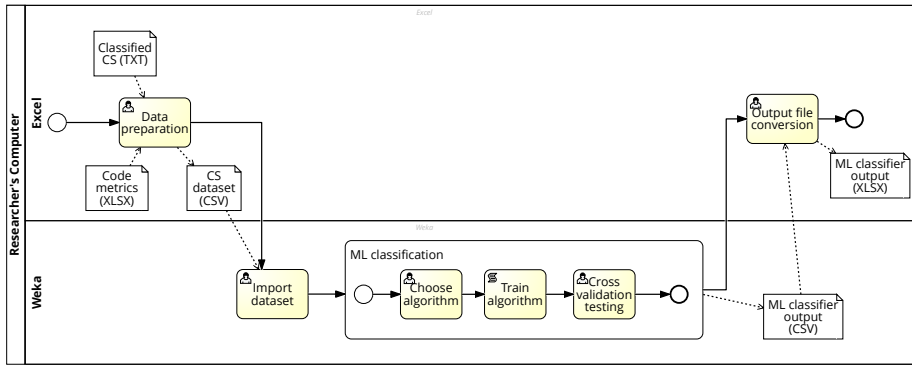 Excel
Researcher's Computer
Excel
Classified
CS (TXT)
Data
preparation
Code
metrics
(XLSX)
CS
dataset
(CSV)
Output file
conversion
ML classifier
output
(XLSX)
Weka
Weka
Import
dataset
ML classification
Choose
algorithm
Train
algorithm
Cross
validation
testing
ML classifier
output
(CSV)